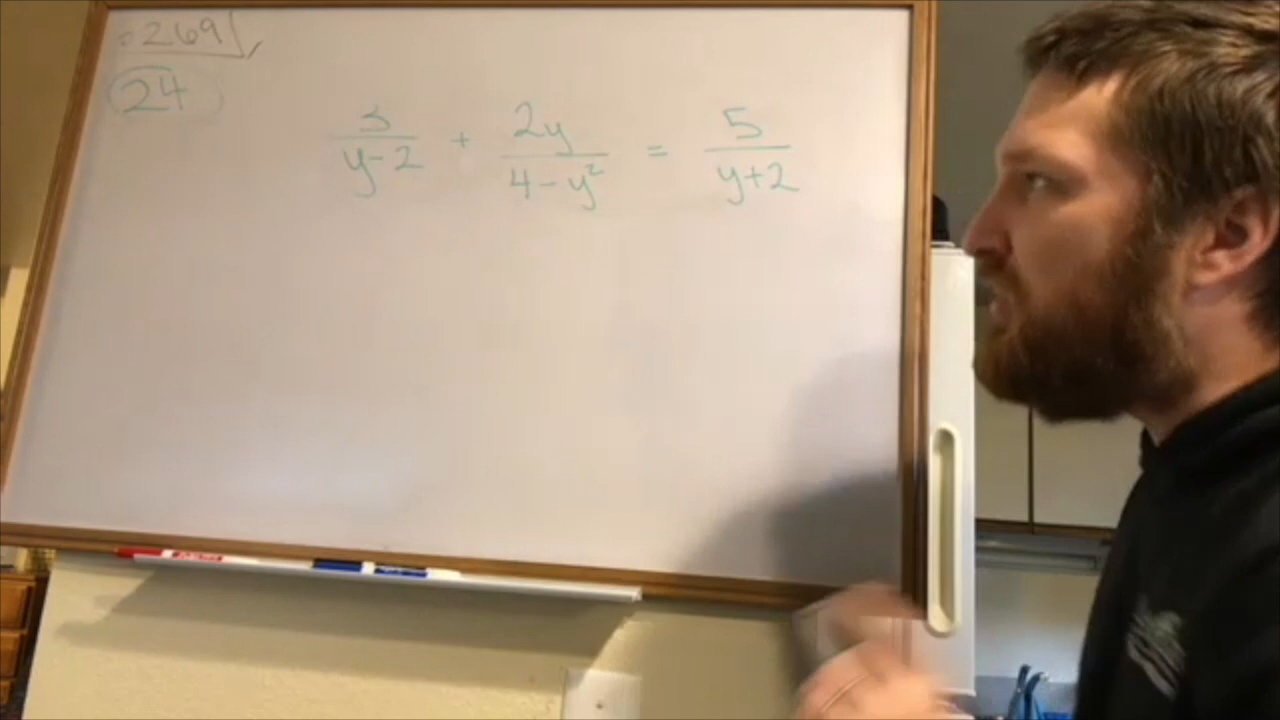 269
24
3/(y-2) + 2y/(4-y²) = 5/(y+2)